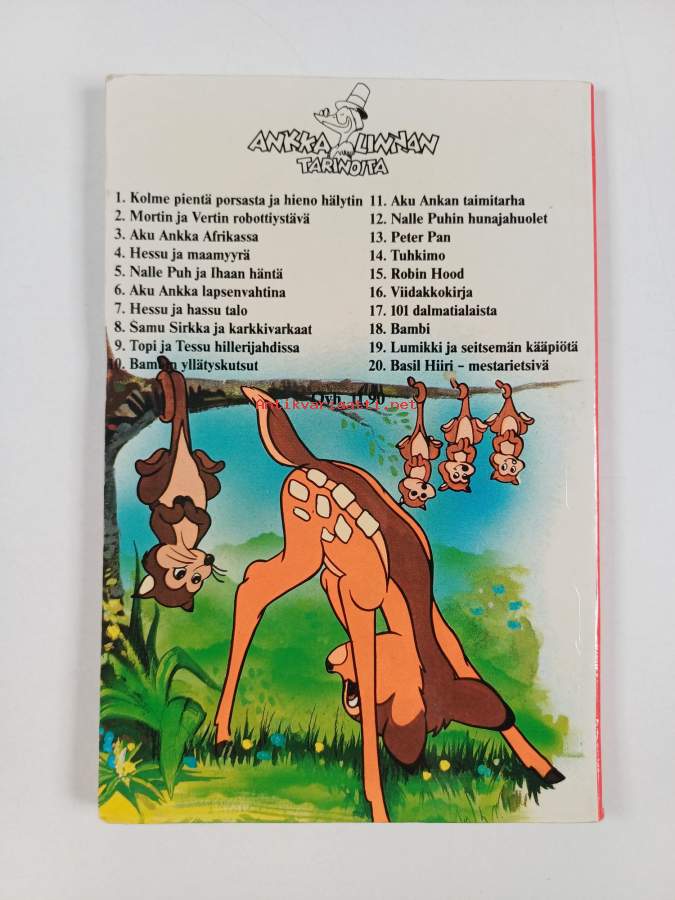 ANKKALINNAN
TARINOITA
1. Kolme pientä porsasta ja hieno hälytin
2. Mortin ja Vertin robottiystävä
3. Aku Ankka Afrikassa
4. Hessu ja maamyyrä
5. Nalle Puh ja Ihaan häntä
6. Aku Ankka lapsenvahtina
7. Hessu ja hassu talo
8. Samu Sirkka ja karkkivarkaat
9. Topi ja Tessu hillerijahdissa
10. Bambin yllätyskutsut
11. Aku Ankan taimitarha
12. Nalle Puhin hunajahuolet
13. Peter Pan
14. Tuhkimo
15. Robin Hood
16. Viidakkokirja
17. 101 dalmatialaista
18. Bambi
19. Lumikki ja seitsemän kääpiötä
20. Basil Hiiri – mestarietsivä
Ovh. 11,90
Antikvariaatti.net